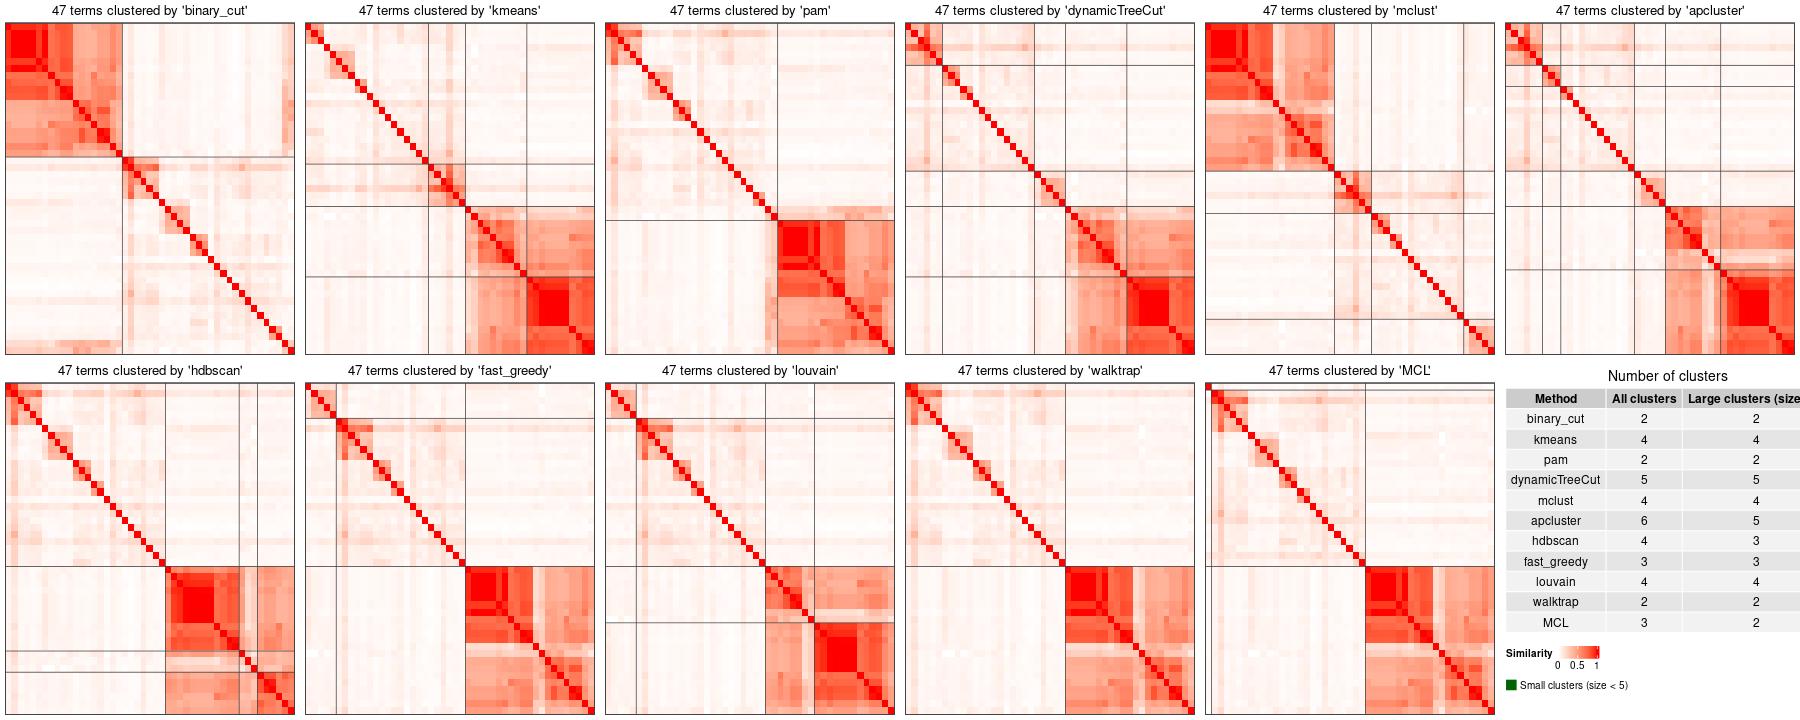 47 terms clustered by 'binary_cut'
47 terms clustered by 'kmeans'
47 terms clustered by 'pam'
47 terms clustered by 'dynamicTreeCut'
47 terms clustered by 'mclust'
47 terms clustered by 'apcluster'
47 terms clustered by 'hdbscan'
47 terms clustered by 'fast_greedy'
47 terms clustered by 'louvain'
47 terms clustered by 'walktrap'
47 terms clustered by 'MCL'
Number of clusters
Method All clusters Large clusters (size
binary_cut 2 2
kmeans 4 4
pam 2 2
dynamicTreeCut 5 5
mclust 4 4
apcluster 6 5
hdbscan 4 3
fast_greedy 3 3
louvain 4 4
walktrap 2 2
MCL 3 2
Similarity
0 0.5 1
Small clusters (size < 5)